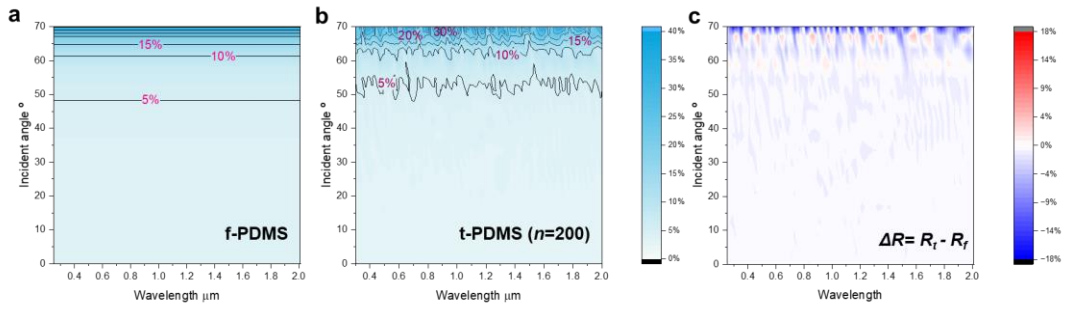 a
Incident angle °
70
60
50
40
30
20
10
0
15%
10%
5%
f-PDMS
0.4 0.6 0.8 1.0 1.2 1.4 1.6 1.8 2.0
Wavelength μm
b
Incident angle °
70
60
50
40
30
20
10
0
20% 30% 15%
10%
5%
t-PDMS (n=200)
0.4 0.6 0.8 1.0 1.2 1.4 1.6 1.8 2.0
Wavelength μm
40%
35%
30%
25%
20%
15%
10%
5%
0%
c
Incident angle °
70
60
50
40
30
20
10
0
ΔR= Rt - Rf
0.4 0.6 0.8 1.0 1.2 1.4 1.6 1.8 2.0
Wavelength
18%
13%
9%
4%
0%
-4%
-9%
-14%
-18%